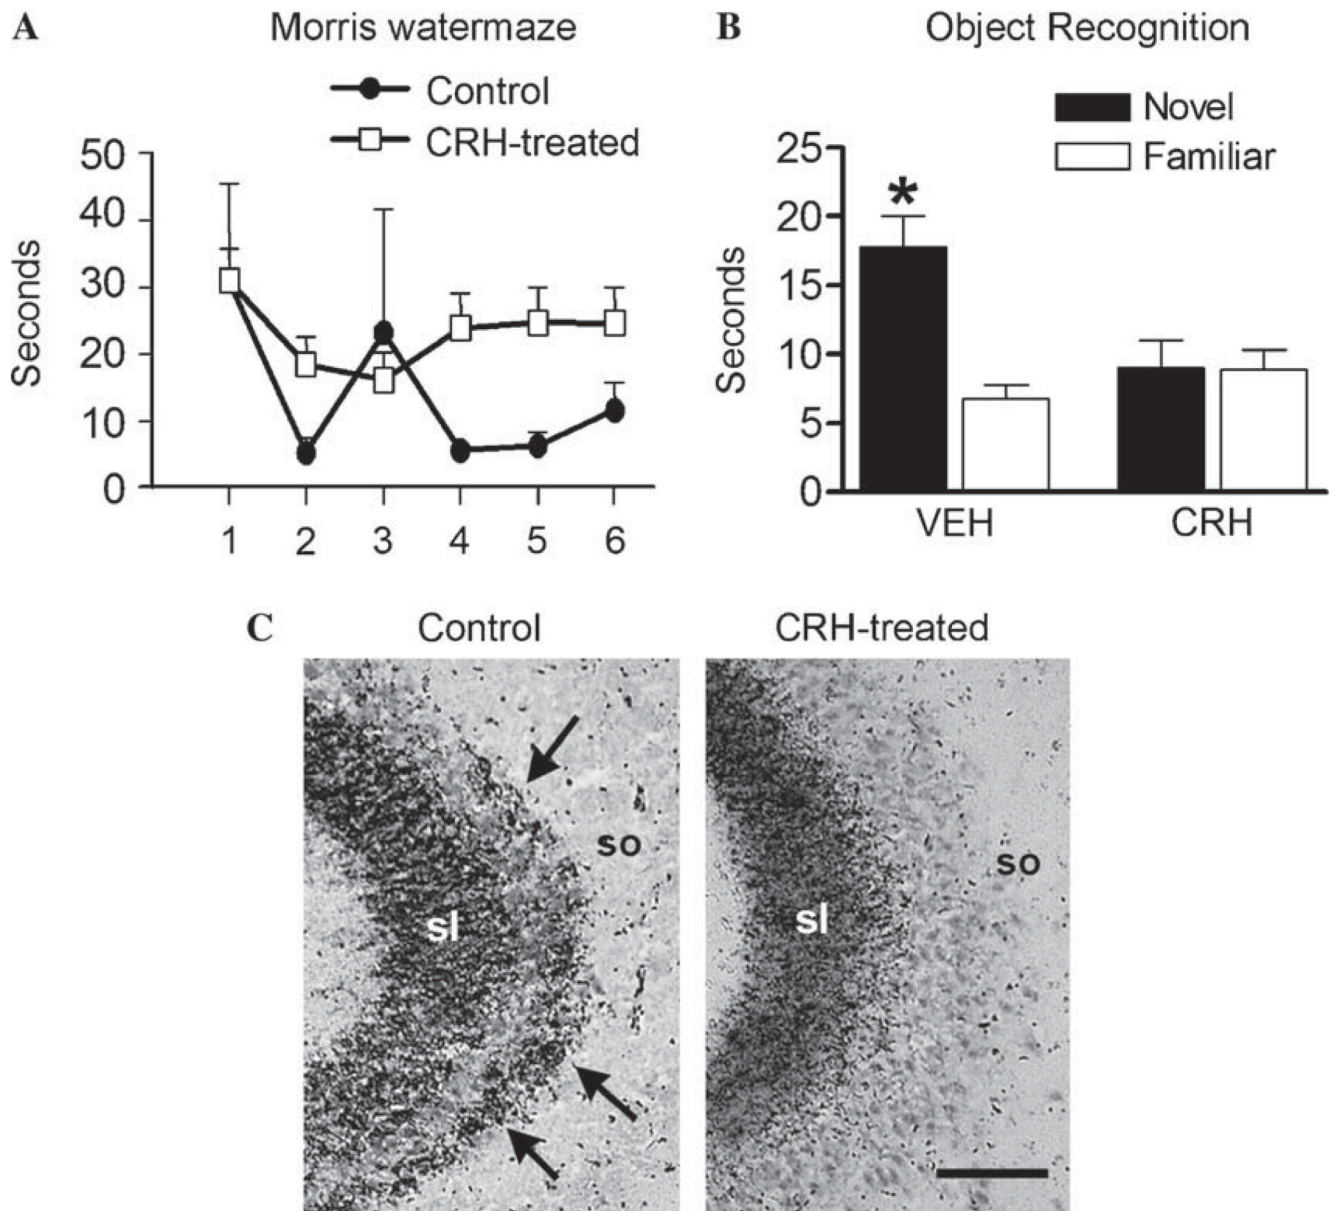 A Morris watermaze
Control
CRH-treated
50
40
30
20
10
0
Seconds
1 2 3 4 5 6
B Object Recognition
Novel
Familiar
25
20
15
10
5
0
Seconds
*
VEH CRH
C Control CRH-treated
sl so
sl so